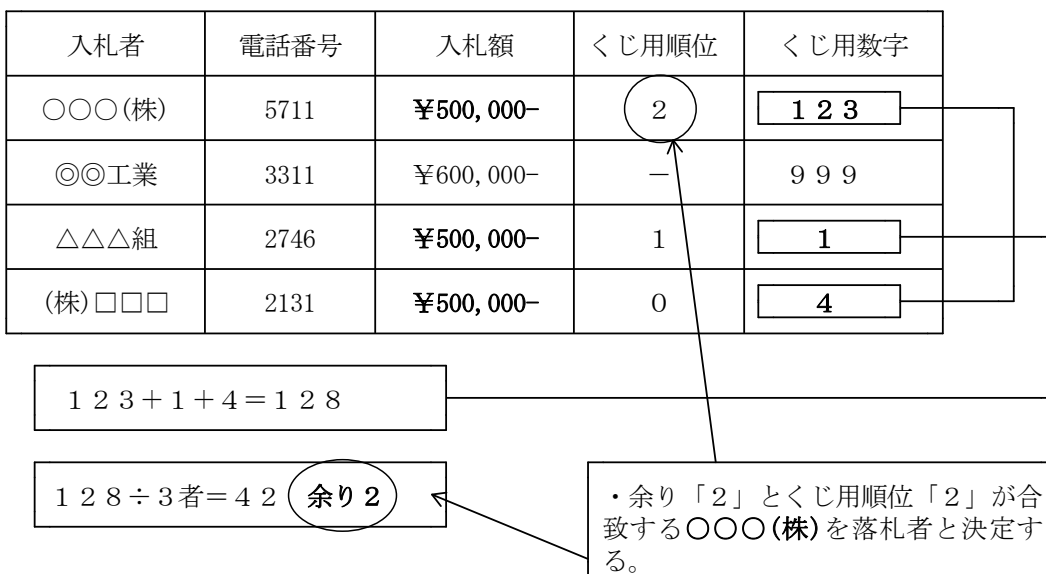 入札者 電話番号 入札額 くじ用順位 くじ用数字
○○○(株) 5711 ¥500,000- 2 １２３
◎◎工業 3311 ¥600,000- － ９９９
△△△組 2746 ¥500,000- 1 １
(株)□□□ 2131 ¥500,000- 0 ４
１２３＋１＋４＝１２８
１２８÷３者＝４２ 余り２
・余り「２」とくじ用順位「２」が合
致する○○○(株)を落札者と決定す
る。